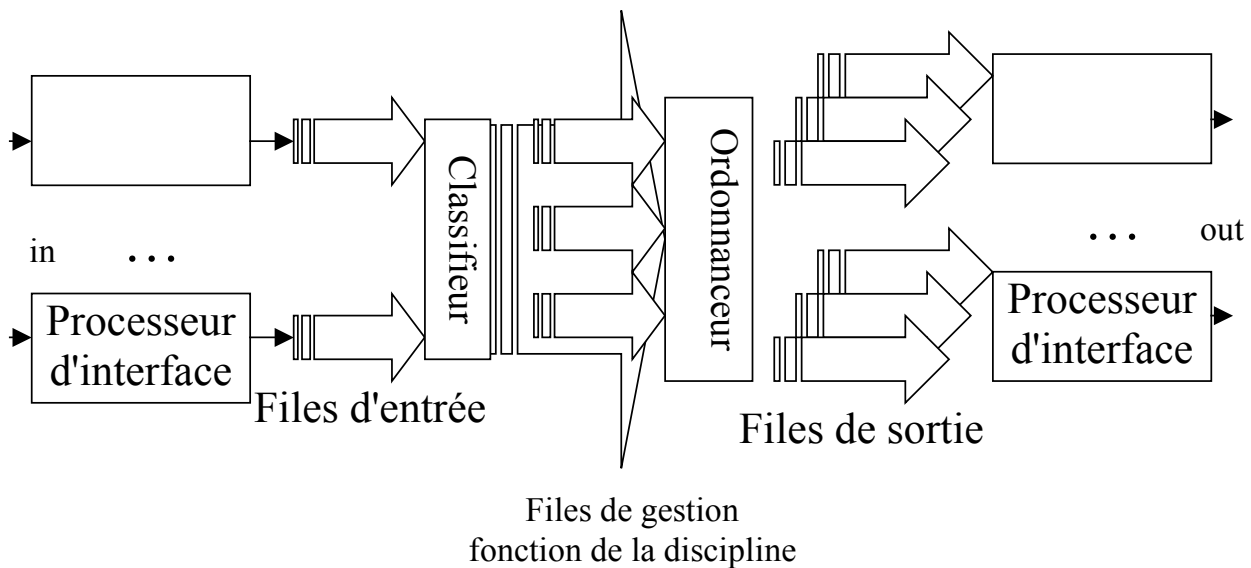 Classifieur
Ordonnanceur
in
...
... out
Processeur
d'interface
Processeur
d'interface
Files d'entrée
Files de sortie
Files de gestion
fonction de la discipline